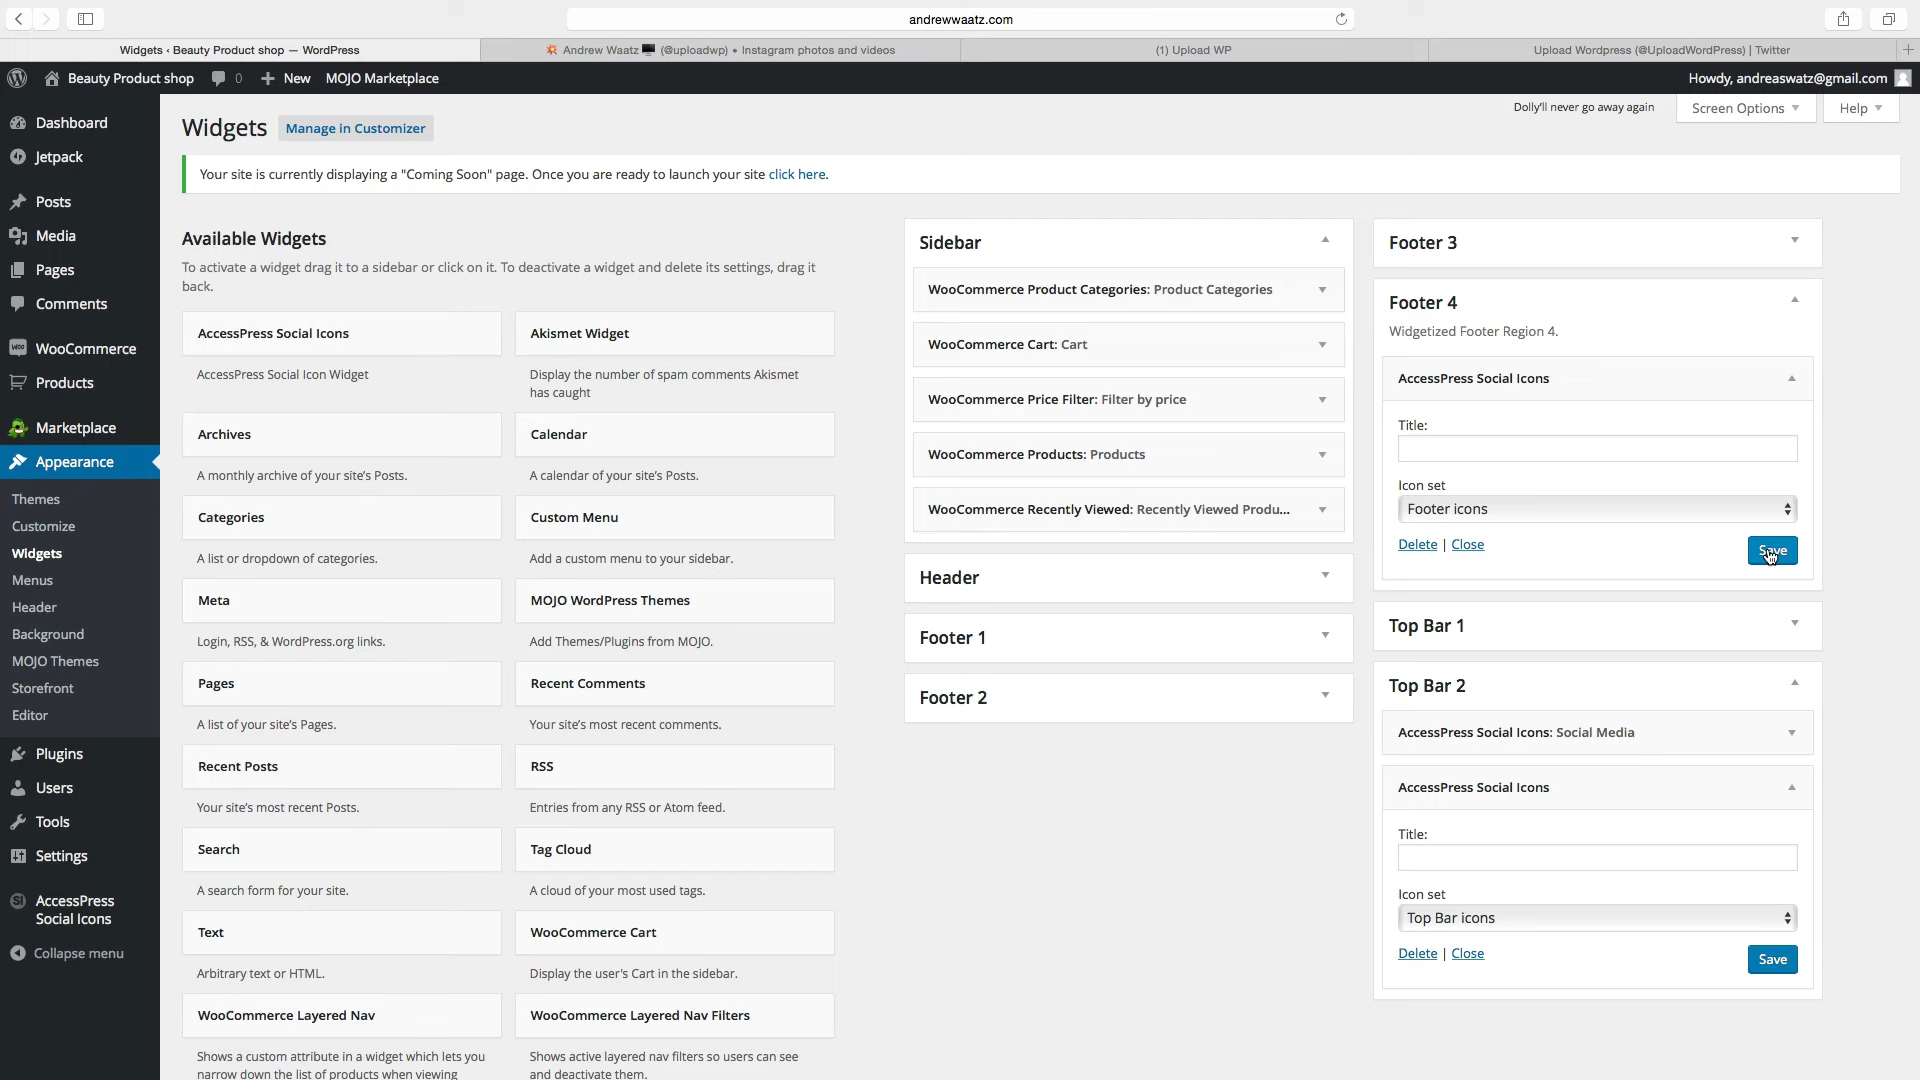 andrewwaatz.com
Widgets ‹ Beauty Product shop — WordPress
Andrew Waatz🖥 (@uploadwp) • Instagram photos and videos
(1) Upload WP
Upload Wordpress (@UploadWordPress) | Twitter
Beauty Product shop
0
New
MOJO Marketplace
Howdy, andreaswatz@gmail.com
Dashboard
Jetpack
Posts
Media
Pages
Comments
WooCommerce
Products
Marketplace
Appearance
Themes
Customize
Widgets
Menus
Header
Background
MOJO Themes
Storefront
Editor
Plugins
Users
Tools
Settings
AccessPress
Social Icons
Collapse menu
Dolly'll never go away again
Screen Options
Help
Widgets
Manage in Customizer
Your site is currently displaying a "Coming Soon" page. Once you are ready to launch your site click here.
Available Widgets
To activate a widget drag it to a sidebar or click on it. To deactivate a widget and delete its settings, drag it
back.
AccessPress Social Icons
AccessPress Social Icon Widget
Akismet Widget
Display the number of spam comments Akismet
has caught
Archives
A monthly archive of your site's Posts.
Calendar
A calendar of your site's Posts.
Categories
A list or dropdown of categories.
Custom Menu
Add a custom menu to your sidebar.
Meta
Login, RSS, & WordPress.org links.
MOJO WordPress Themes
Add Themes/Plugins from MOJO.
Pages
A list of your site's Pages.
Recent Comments
Your site's most recent comments.
Recent Posts
Your site's most recent Posts.
RSS
Entries from any RSS or Atom feed.
Search
A search form for your site.
Tag Cloud
A cloud of your most used tags.
Text
Arbitrary text or HTML.
WooCommerce Cart
Display the user's Cart in the sidebar.
WooCommerce Layered Nav
Shows a custom attribute in a widget which lets you
narrow down the list of products when viewing
WooCommerce Layered Nav Filters
Shows active layered nav filters so users can see
and deactivate them.
Sidebar
WooCommerce Product Categories: Product Categories
WooCommerce Cart: Cart
WooCommerce Price Filter: Filter by price
WooCommerce Products: Products
WooCommerce Recently Viewed: Recently Viewed Produ...
Header
Footer 1
Footer 2
Footer 3
Footer 4
Widgetized Footer Region 4.
AccessPress Social Icons
Title:
Icon set
Footer icons
Delete | Close
Save
Top Bar 1
Top Bar 2
AccessPress Social Icons: Social Media
AccessPress Social Icons
Title:
Icon set
Top Bar icons
Delete | Close
Save